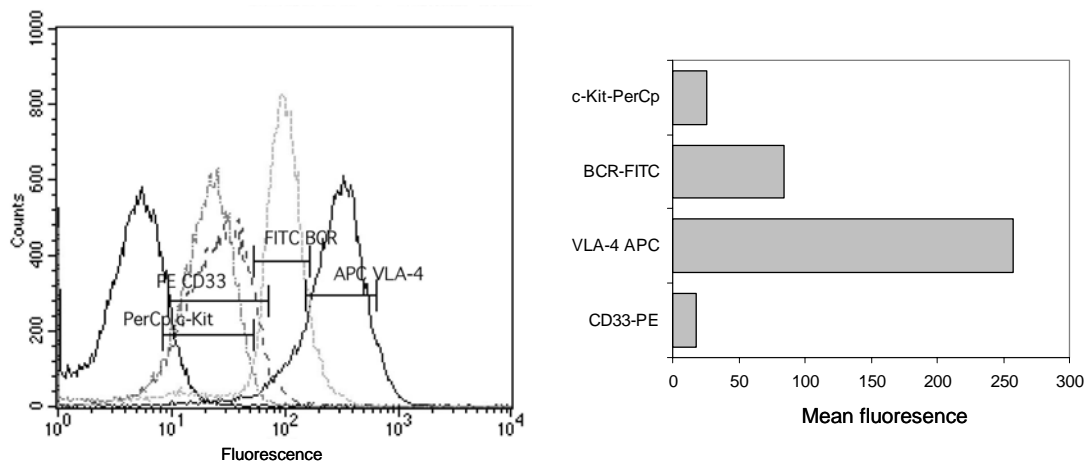 1000
800
600
400
200
0
Counts
FITC BCR
PE CD33
APC VLA-4
PerCp c-Kit
10^0 10^1 10^2 10^3 10^4
Fluorescence
c-Kit-PerCp
BCR-FITC
VLA-4 APC
CD33-PE
0 50 100 150 200 250 300
Mean fluoresence